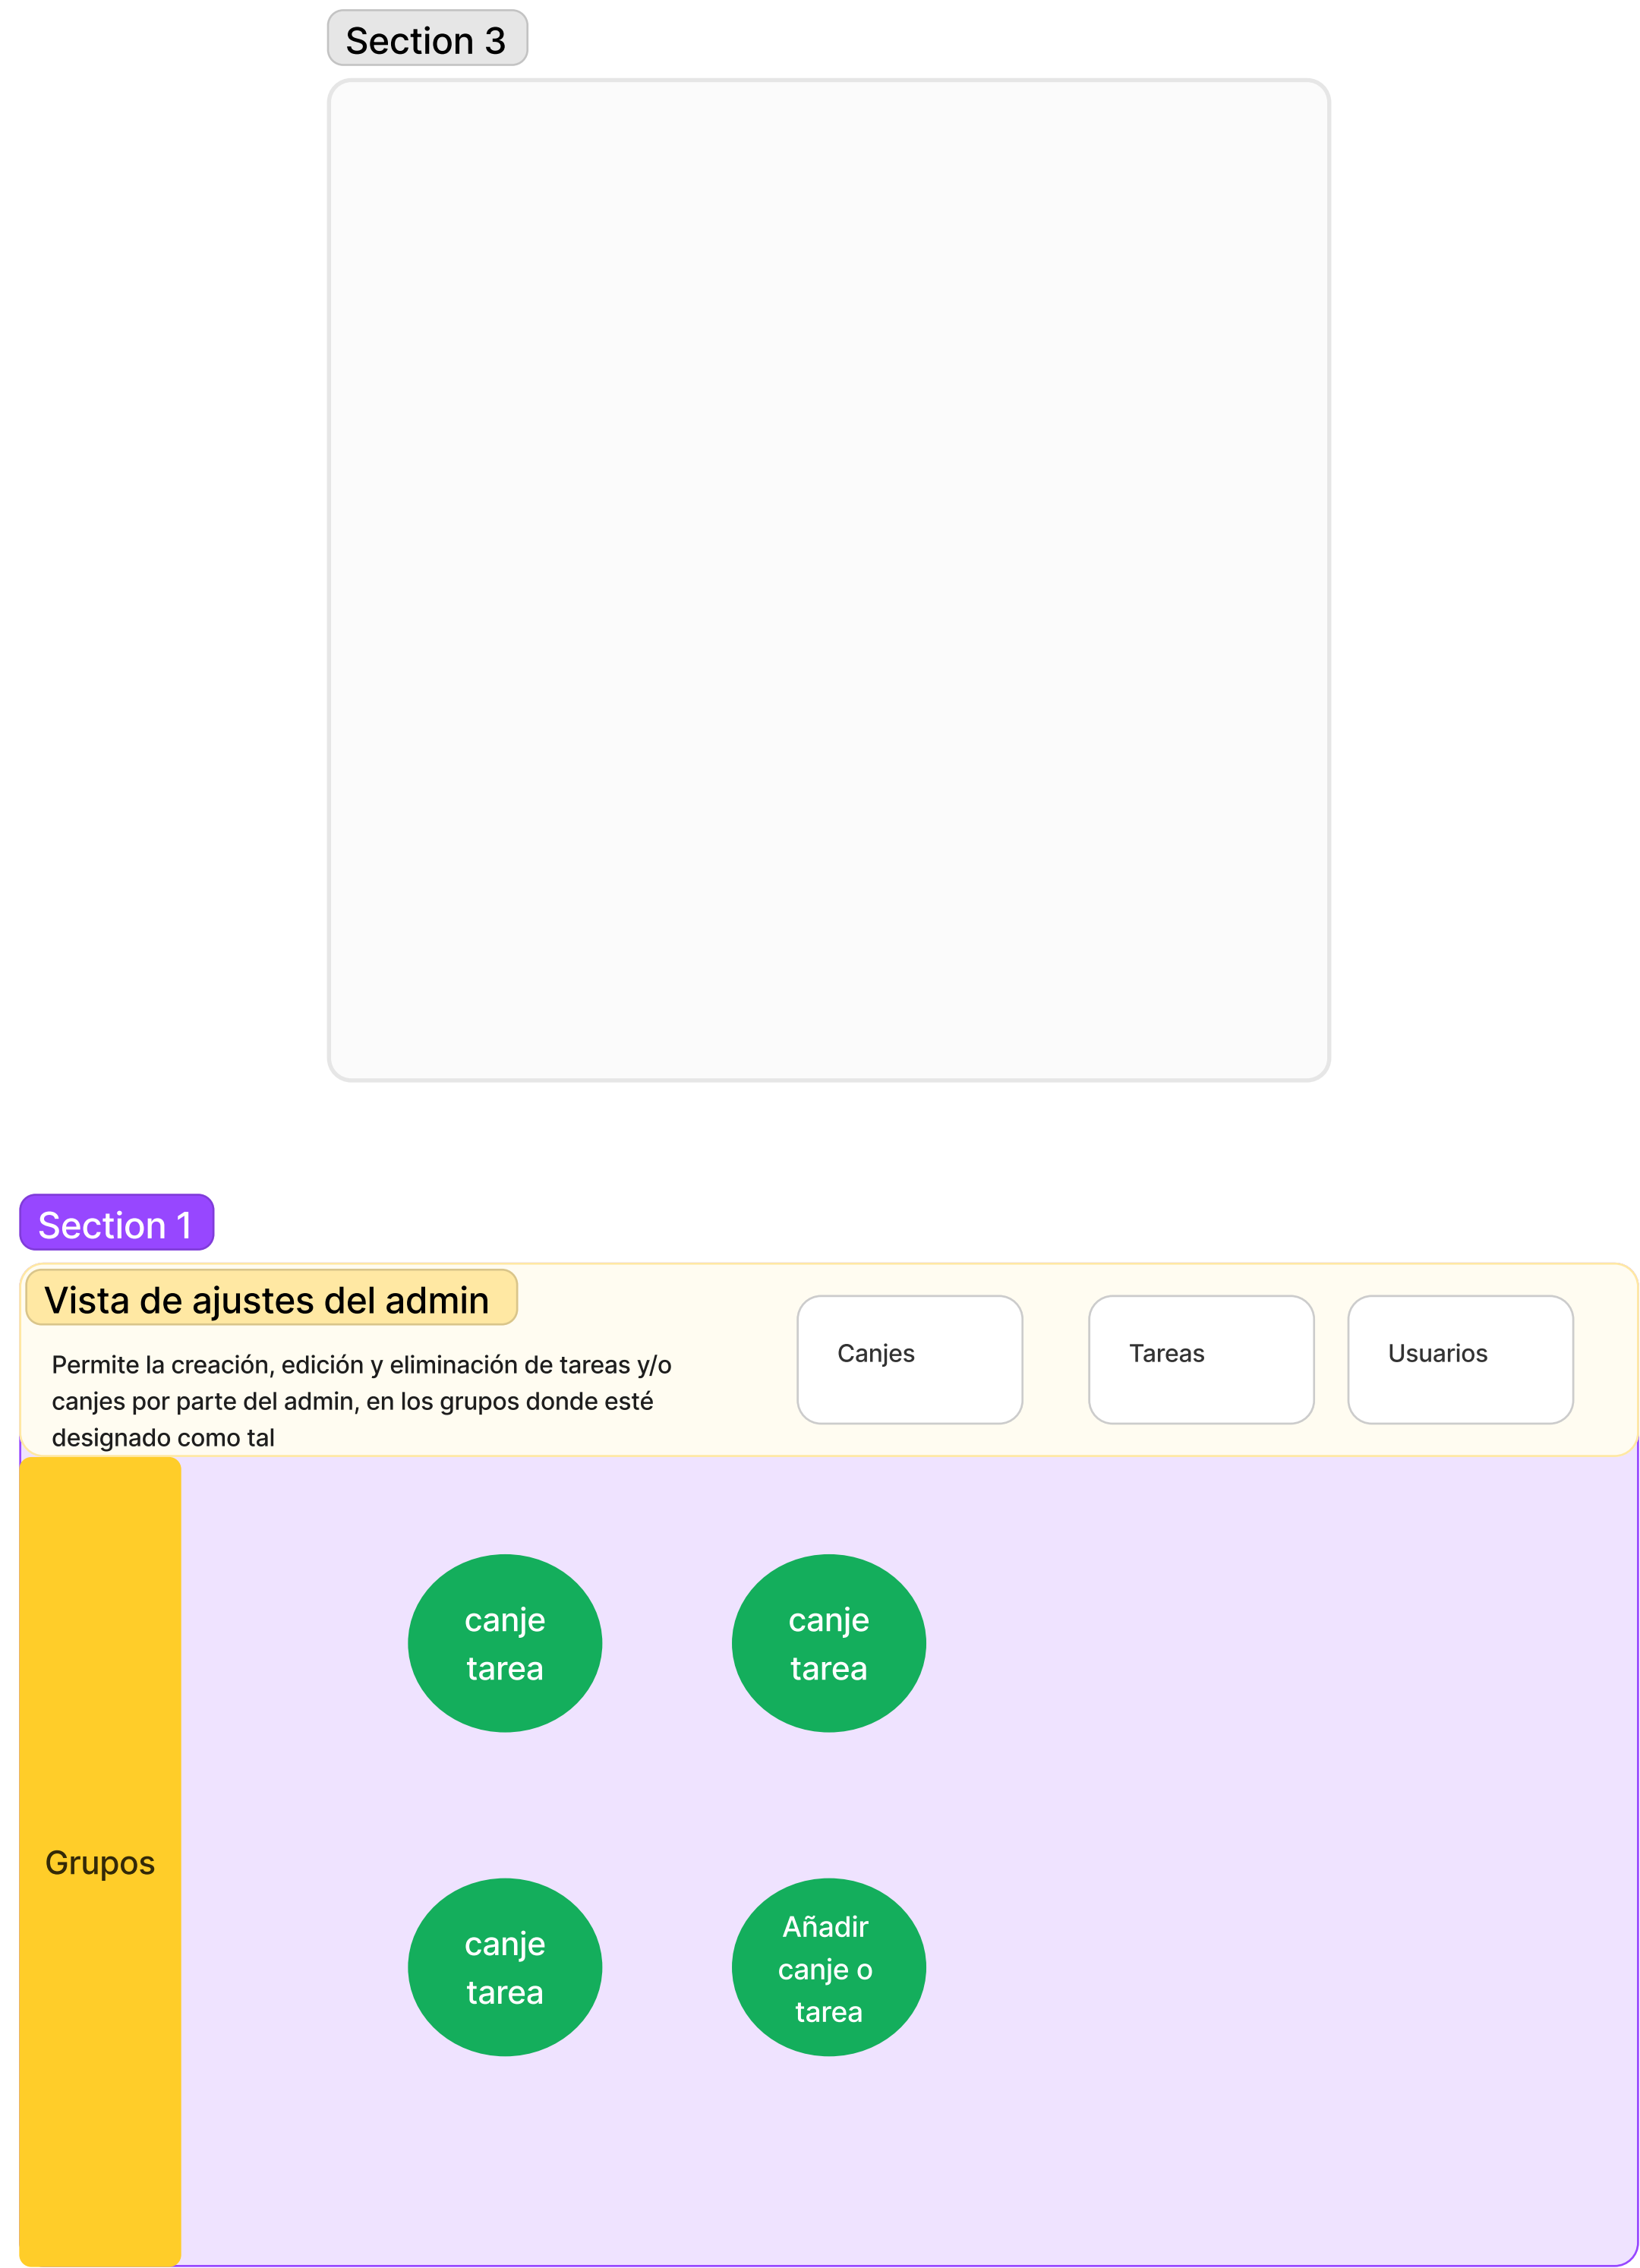 Section 3
Section 1
Vista de ajustes del admin
Permite la creación, edición y eliminación de tareas y/o
canjes por parte del admin, en los grupos donde esté
designado como tal
Canjes
Tareas
Usuarios
Grupos
canje
tarea
canje
tarea
canje
tarea
Añadir
canje o
tarea